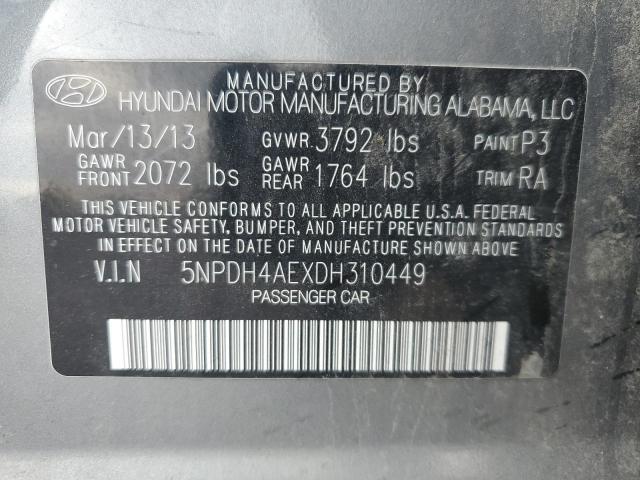 MANUFACTURED BY
HYUNDAI MOTOR MANUFACTURING ALABAMA, LLC
Mar/13/13 GVWR 3792 lbs PAINT P3
GAWR FRONT 2072 lbs GAWR REAR 1764 lbs TRIM RA
THIS VEHICLE CONFORMS TO ALL APPLICABLE U.S.A. FEDERAL
MOTOR VEHICLE SAFETY, BUMPER, AND THEFT PREVENTION
STANDARDS IN EFFECT ON THE DATE OF MANUFACTURE SHOWN ABOVE.
V.I.N 5NPDH4AEXDH310449
PASSENGER CAR